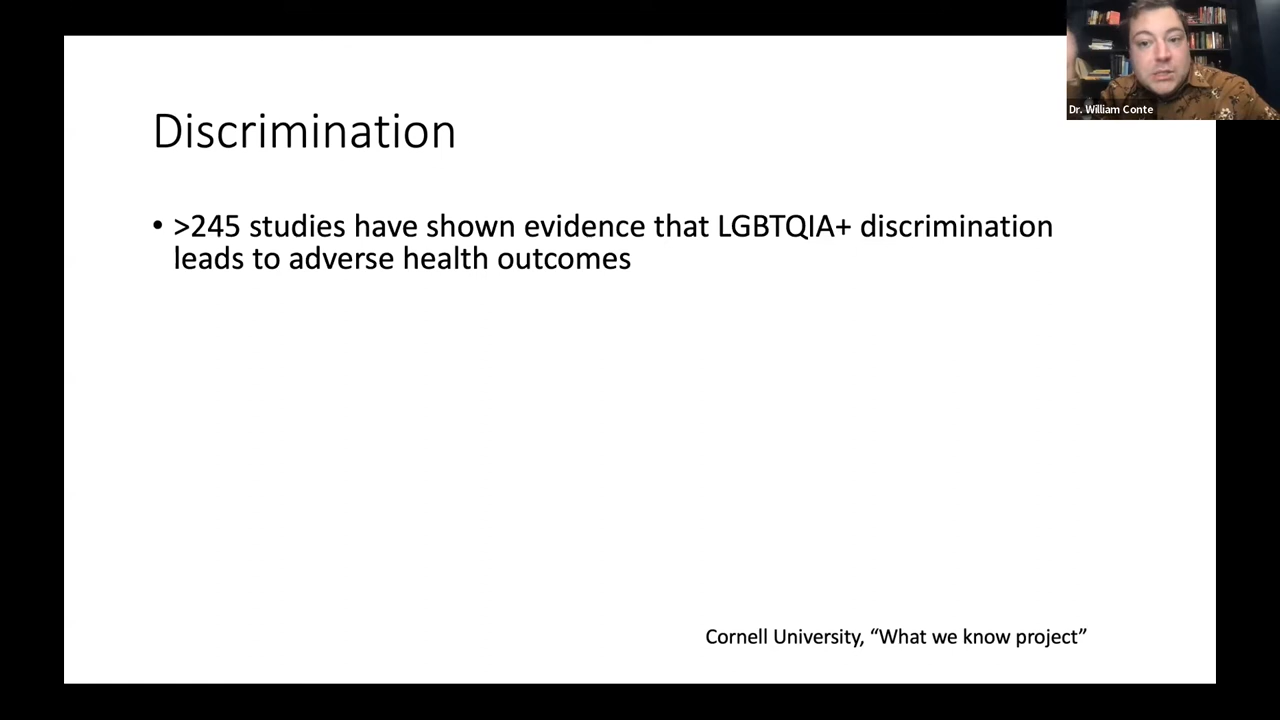 Dr. William Conte
Discrimination
• >245 studies have shown evidence that LGBTQIA+ discrimination
leads to adverse health outcomes
Cornell University, “What we know project”